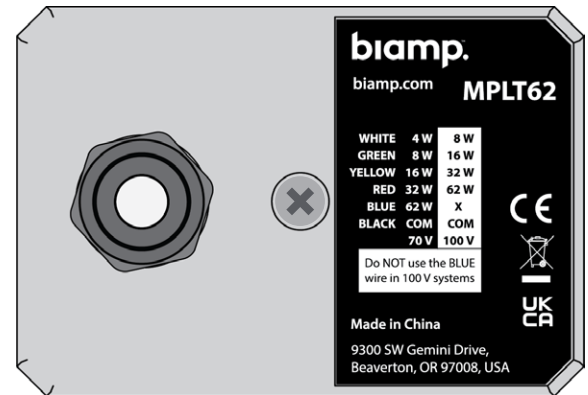 bıamp.
biamp.com
MPLT62
WHITE 4 W 8 W
GREEN 8 W 16 W
YELLOW 16 W 32 W
RED 32 W 62 W
BLUE 62 W X
BLACK COM COM
70 V 100 V
Do NOT use the BLUE
wire in 100 V systems
CE
UK
CA
Made in China
9300 SW Gemini Drive,
Beaverton, OR 97008, USA